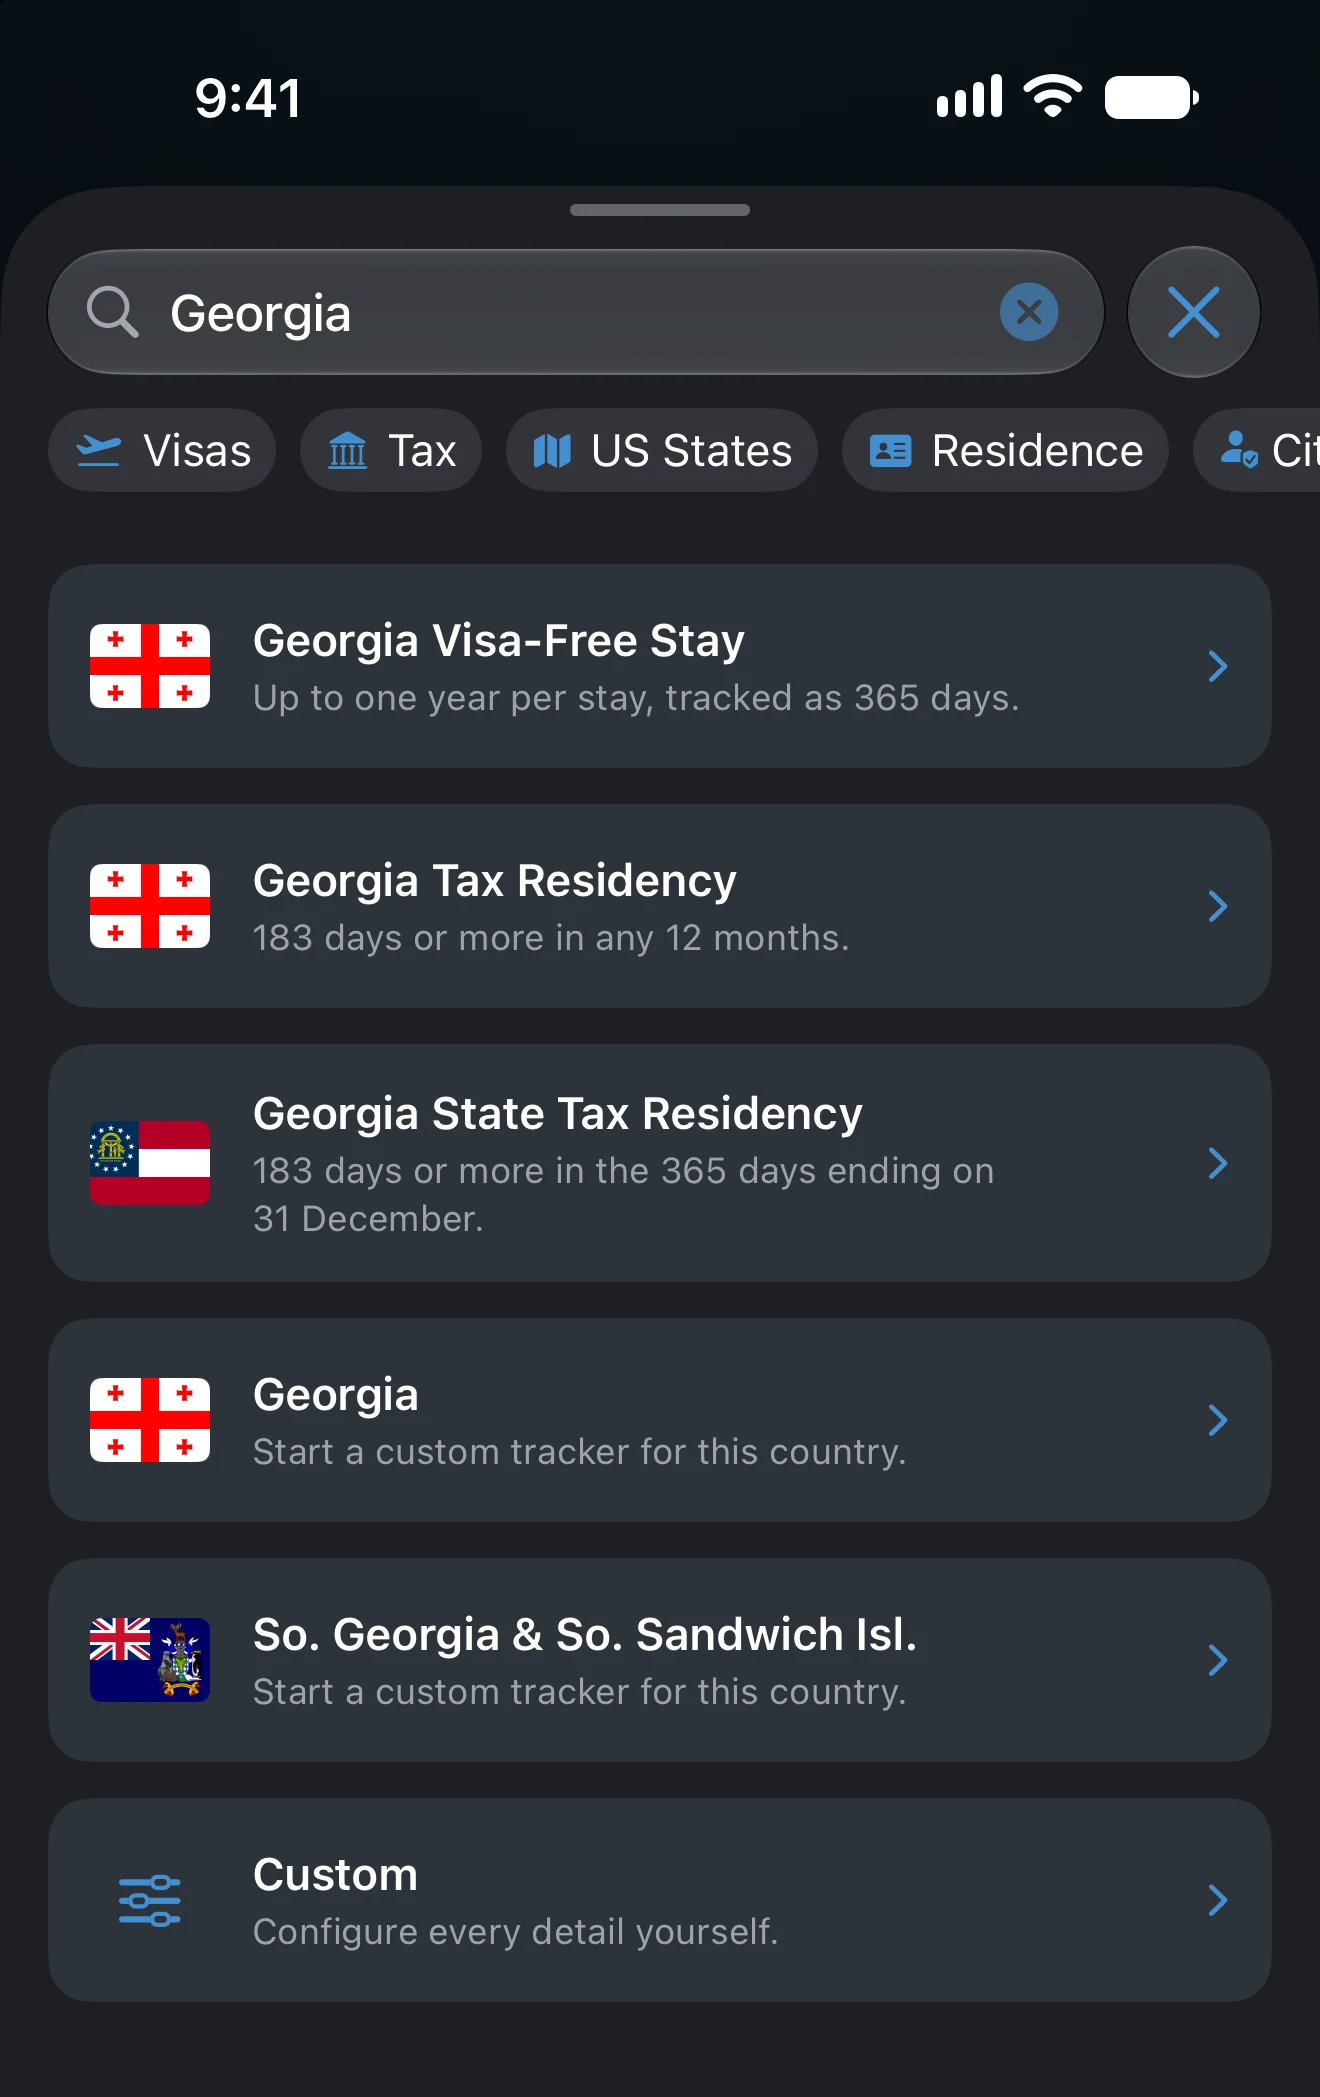 9:41
Georgia
Visas
Tax
US States
Residence
Cit
Georgia Visa-Free Stay
Up to one year per stay, tracked as 365 days.
Georgia Tax Residency
183 days or more in any 12 months.
Georgia State Tax Residency
183 days or more in the 365 days ending on
31 December.
Georgia
Start a custom tracker for this country.
So. Georgia & So. Sandwich Isl.
Start a custom tracker for this country.
Custom
Configure every detail yourself.